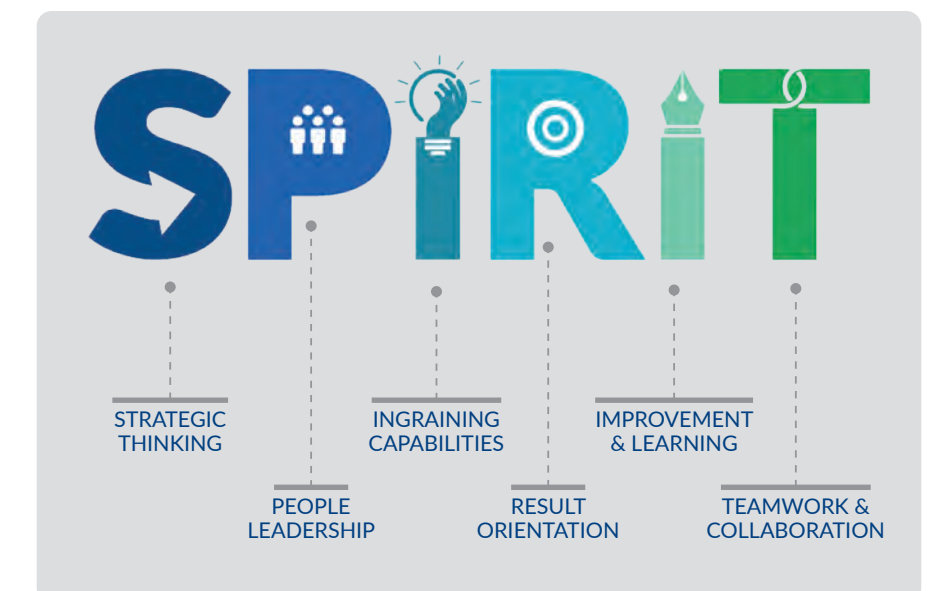 SPiRiT
STRATEGIC
THINKING
PEOPLE
LEADERSHIP
INGRAINING
CAPABILITIES
RESULT
ORIENTATION
IMPROVEMENT
& LEARNING
TEAMWORK &
COLLABORATION